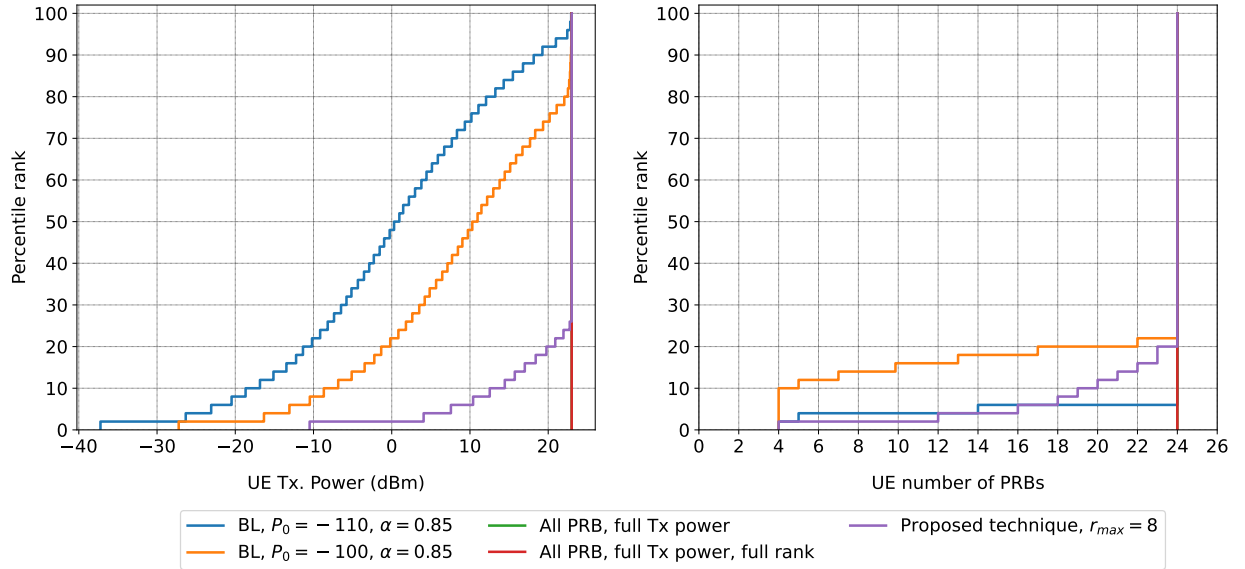 100
90
80
70
60
50
40
30
20
10
0
Percentile rank
−40 −30 −20 −10 0 10 20
UE Tx. Power (dBm)
100
90
80
70
60
50
40
30
20
10
0
Percentile rank
0 2 4 6 8 10 12 14 16 18 20 22 24 26
UE number of PRBs
BL, P₀ = −110, α = 0.85
BL, P₀ = −100, α = 0.85
All PRB, full Tx power
All PRB, full Tx power, full rank
Proposed technique, r_max = 8